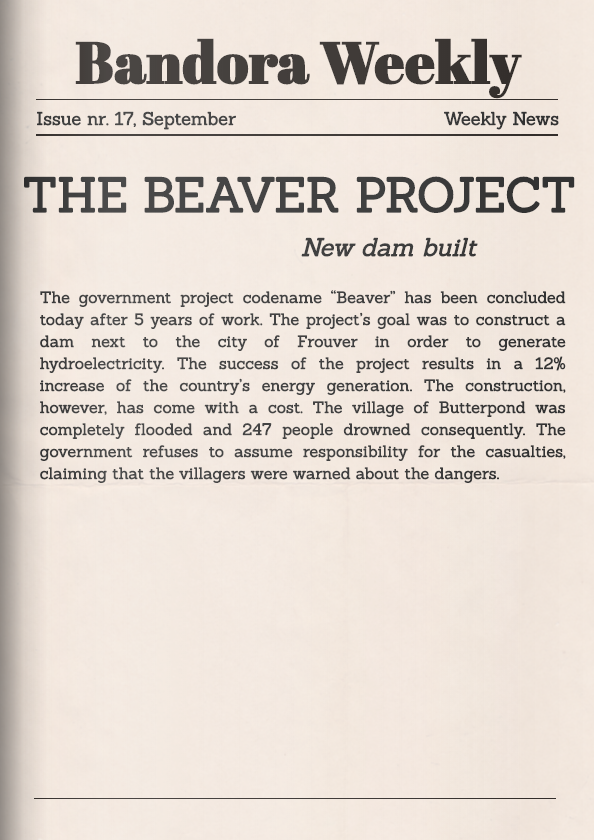 Bandora Weekly
Issue nr. 17, September
Weekly News
THE BEAVER PROJECT
New dam built
The government project codename “Beaver” has been concluded
today after 5 years of work. The project’s goal was to construct a
dam next to the city of Frouver in order to generate
hydroelectricity. The success of the project results in a 12%
increase of the country’s energy generation. The construction,
however, has come with a cost. The village of Butterpond was
completely flooded and 247 people drowned consequently. The
government refuses to assume responsibility for the casualties,
claiming that the villagers were warned about the dangers.